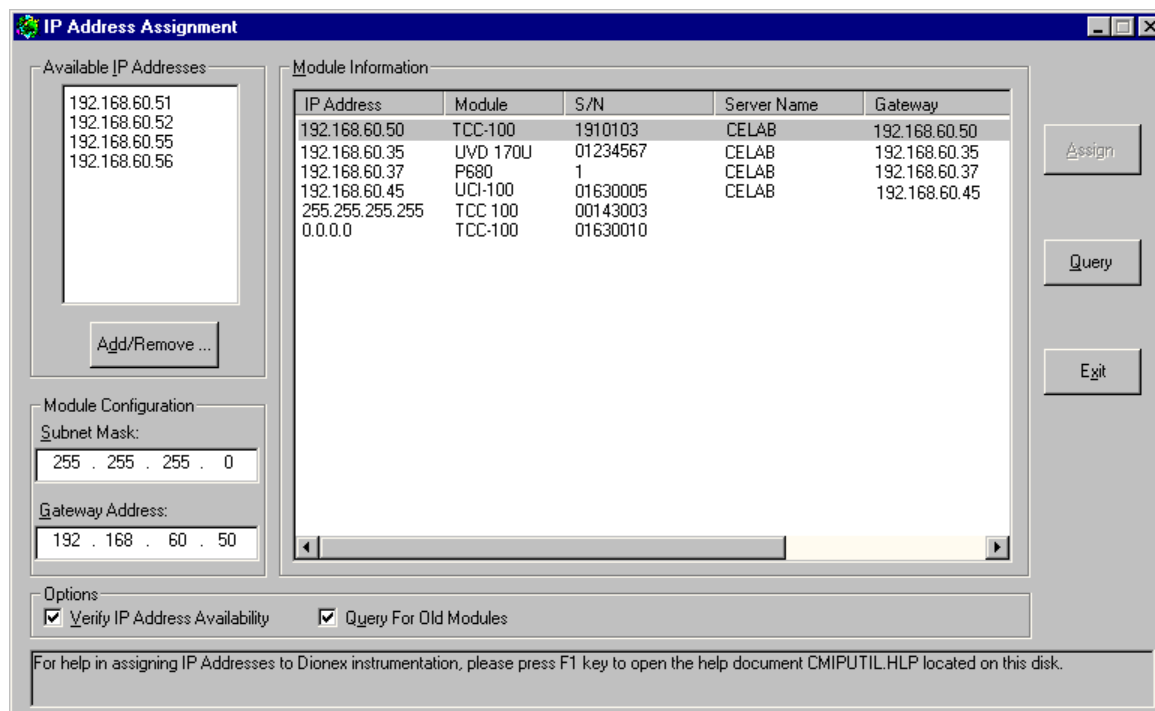 IP Address Assignment
Available IP Addresses
192.168.60.51
192.168.60.52
192.168.60.55
192.168.60.56
Add/Remove ...
Module Information
IP Address Module S/N Server Name Gateway
192.168.60.50 TCC-100 1910103 CELAB 192.168.60.50
192.168.60.35 UVD 170U 01234567 CELAB 192.168.60.35
192.168.60.37 P680 1 CELAB 192.168.60.37
192.168.60.45 UCI-100 01630005 CELAB 192.168.60.45
255.255.255.255 TCC 100 00143003
0.0.0.0 TCC-100 01630010
Assign
Query
Exit
Module Configuration
Subnet Mask:
255 . 255 . 255 . 0
Gateway Address:
192 . 168 . 60 . 50
Options
Verify IP Address Availability Query For Old Modules
For help in assigning IP Addresses to Dionex instrumentation, please press F1 key to open the help document CMIPUTIL.HLP located on this disk.